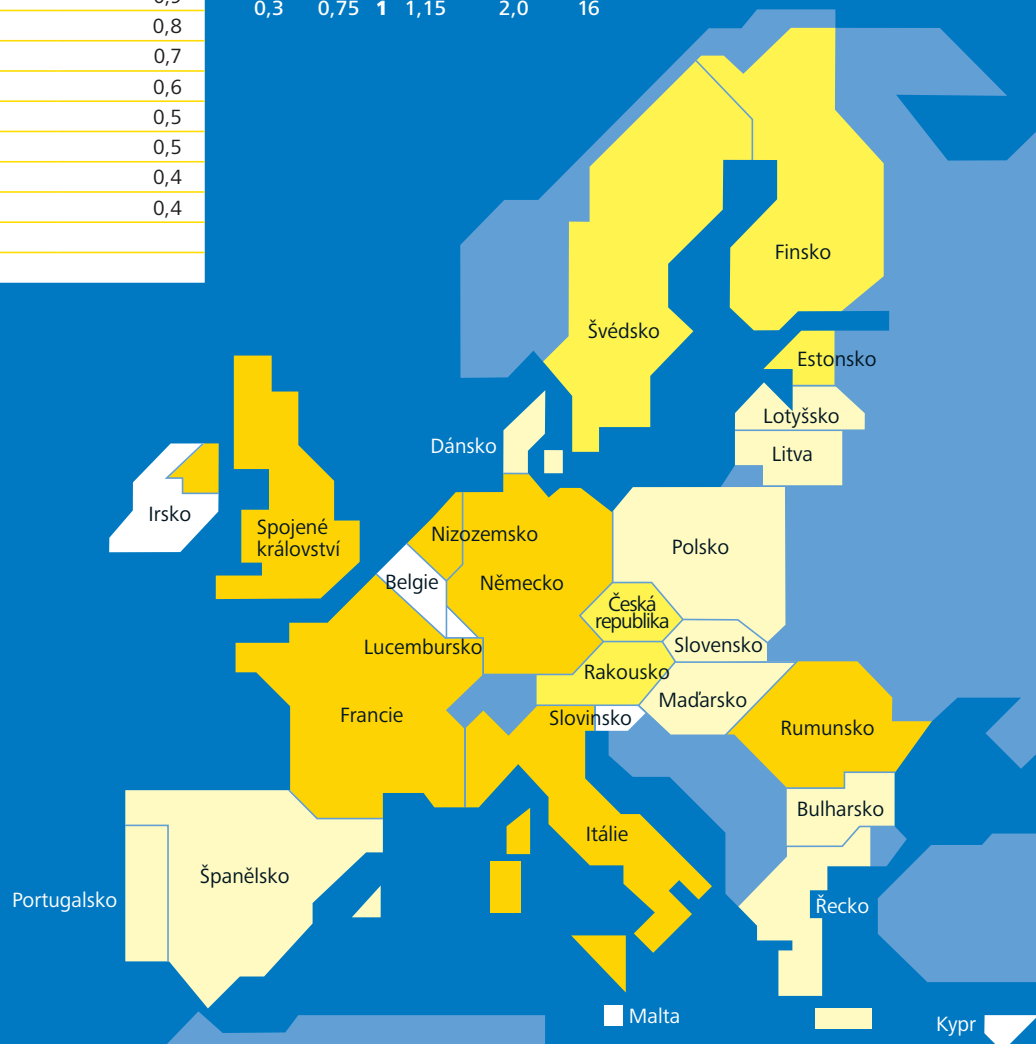 0,8
0,7
0,6
0,5
0,5
0,4
0,4
0,3 0,75 1 1,15 2,0 16
Finsko
Švédsko
Estonsko
Lotyšsko
Dánsko
Litva
Irsko
Spojené
království
Nizozemsko
Polsko
Belgie
Německo
Česká
republika
Lucembursko
Slovensko
Rakousko
Maďarsko
Francie
Slovinsko
Rumunsko
Bulharsko
Itálie
Španělsko
Portugalsko
Řecko
Malta
Kypr